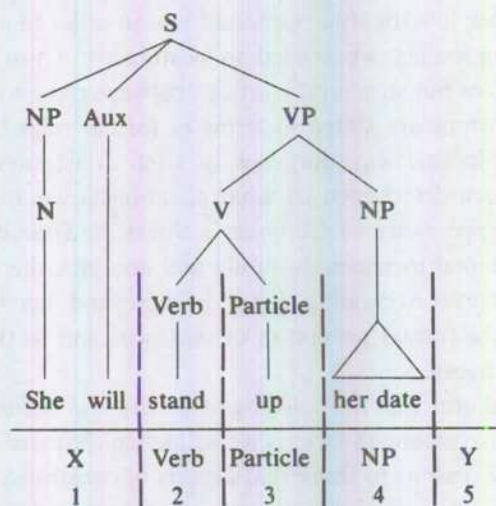 S
NP Aux VP
N V NP
Verb Particle
She will stand up her date
X Verb Particle NP Y
1 2 3 4 5